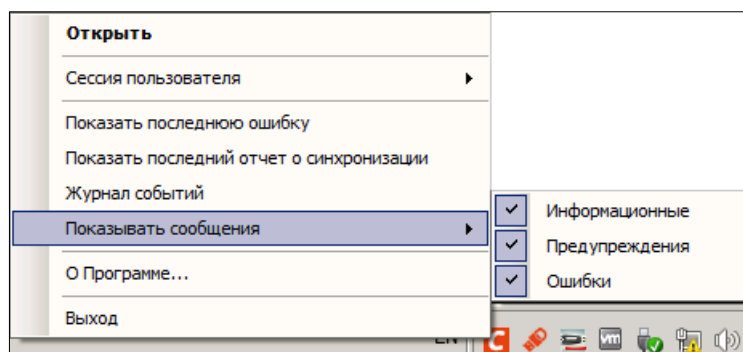 Открыть
Сессия пользователя
Показать последнюю ошибку
Показать последний отчет о синхронизации
Журнал событий
Показывать сообщения
Информационные
Предупреждения
Ошибки
О Программе...
Выход
EN
C
vm